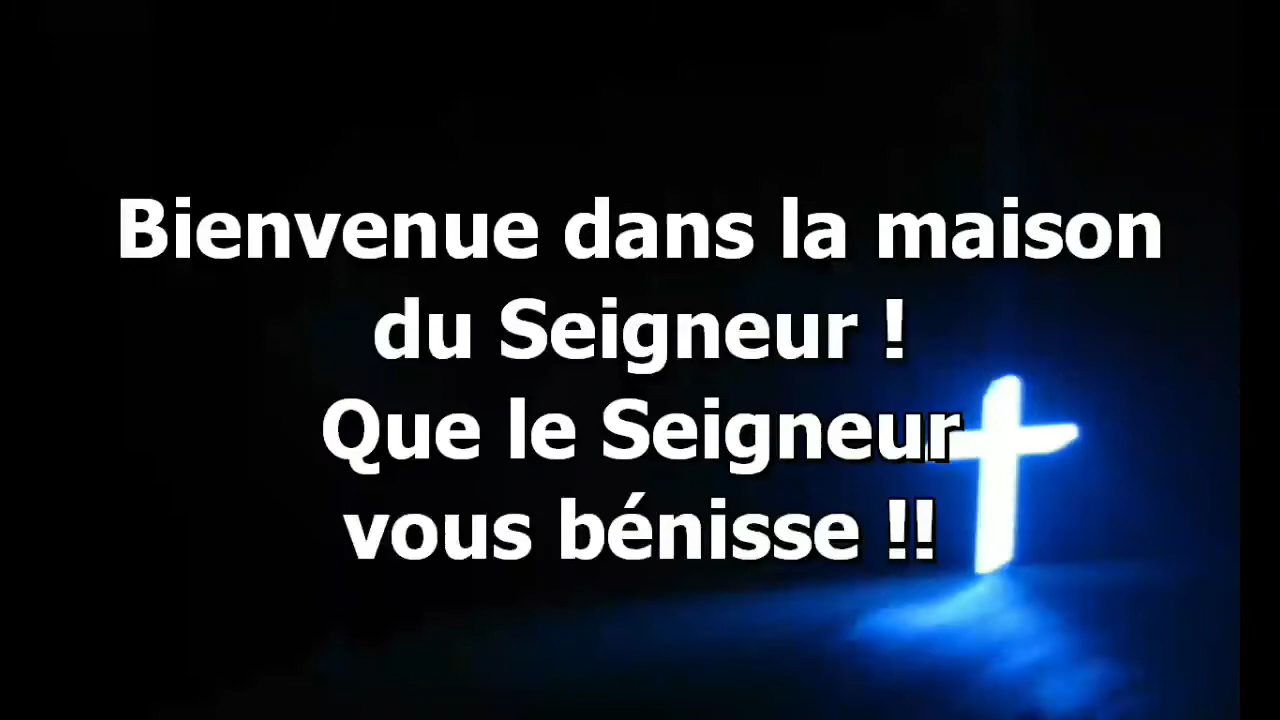 Bienvenue dans la maison
du Seigneur !
Que le Seigneur
vous bénisse !!